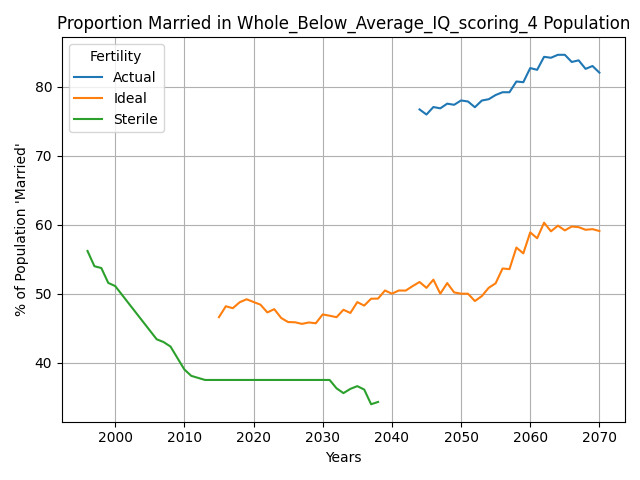 Proportion Married in Whole_Below_Average_IQ_scoring_4 Population
Fertility
Actual
Ideal
Sterile
% of Population 'Married'
80
70
60
50
40
2000 2010 2020 2030 2040 2050 2060 2070
Years